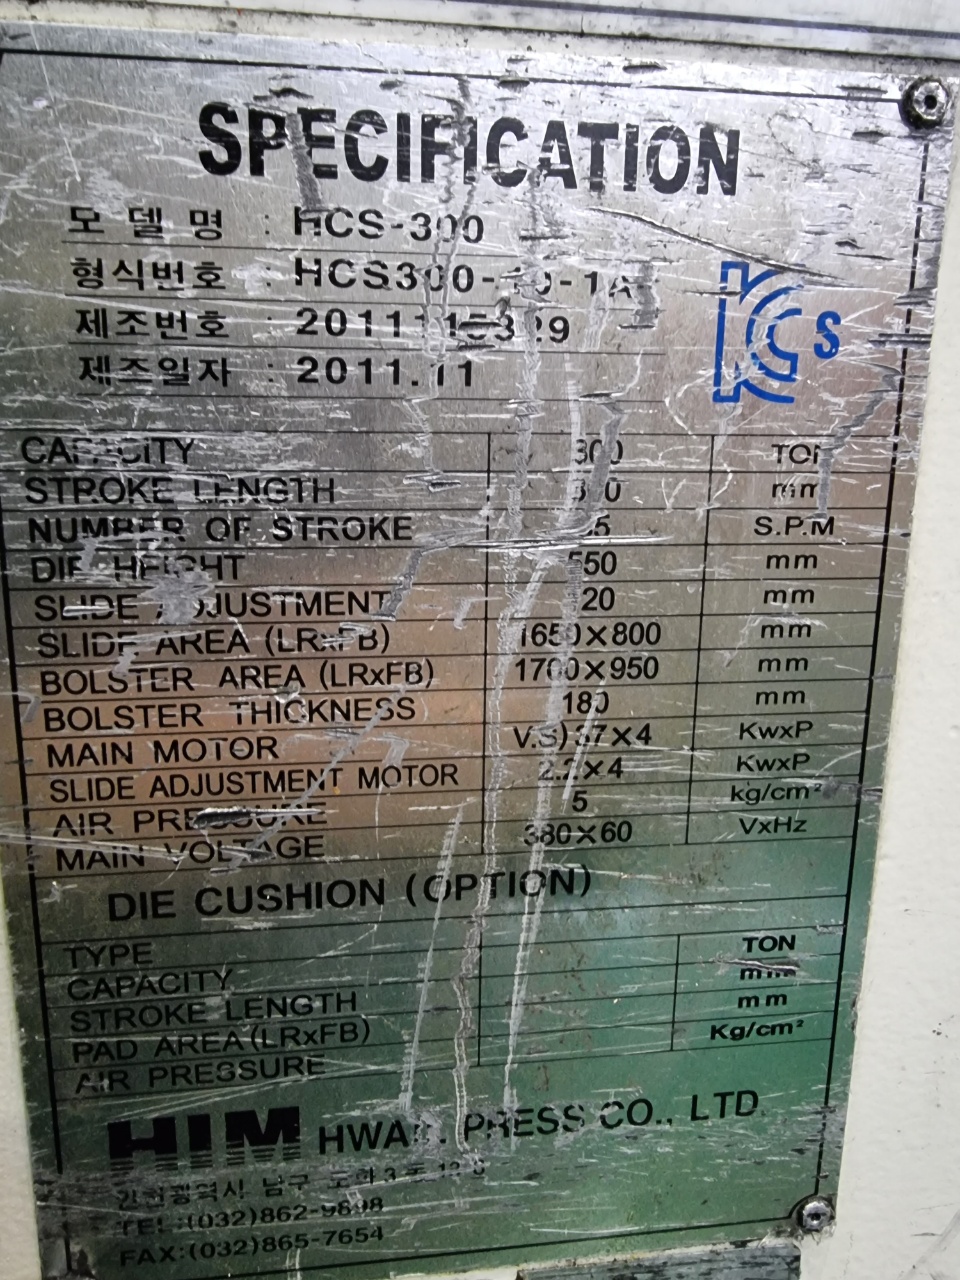 SPECIFICATION
모 델 명 : HCS-300
형식번호 : HCS300-
제조번호 :
제조일자 : 2011.11
S
CAPACITY 300 TON
STROKE LENGTH mm
NUMBER OF STROKE S.P.M
DIE HEIGHT 550 mm
SLIDE ADJUSTMENT mm
SLIDE AREA (LRxFB) 1650×800 mm
BOLSTER AREA (LRxFB) 1700×950 mm
BOLSTER THICKNESS 180 mm
MAIN MOTOR V.S)37×4 KwxP
SLIDE ADJUSTMENT MOTOR 2.2×4 KwxP
AIR PRESSURE 5 kg/cm²
MAIN VOLTAGE 380×60 VxHz
DIE CUSHION (OPTION)
TYPE
CAPACITY TON
STROKE LENGTH mm
PAD AREA(LRxFB) mm
AIR PRESSURE Kg/cm²
HIM PRESS CO., LTD.
인천광역시 남구 도화3동
TEL:(032)862-9898
FAX:(032)865-7654